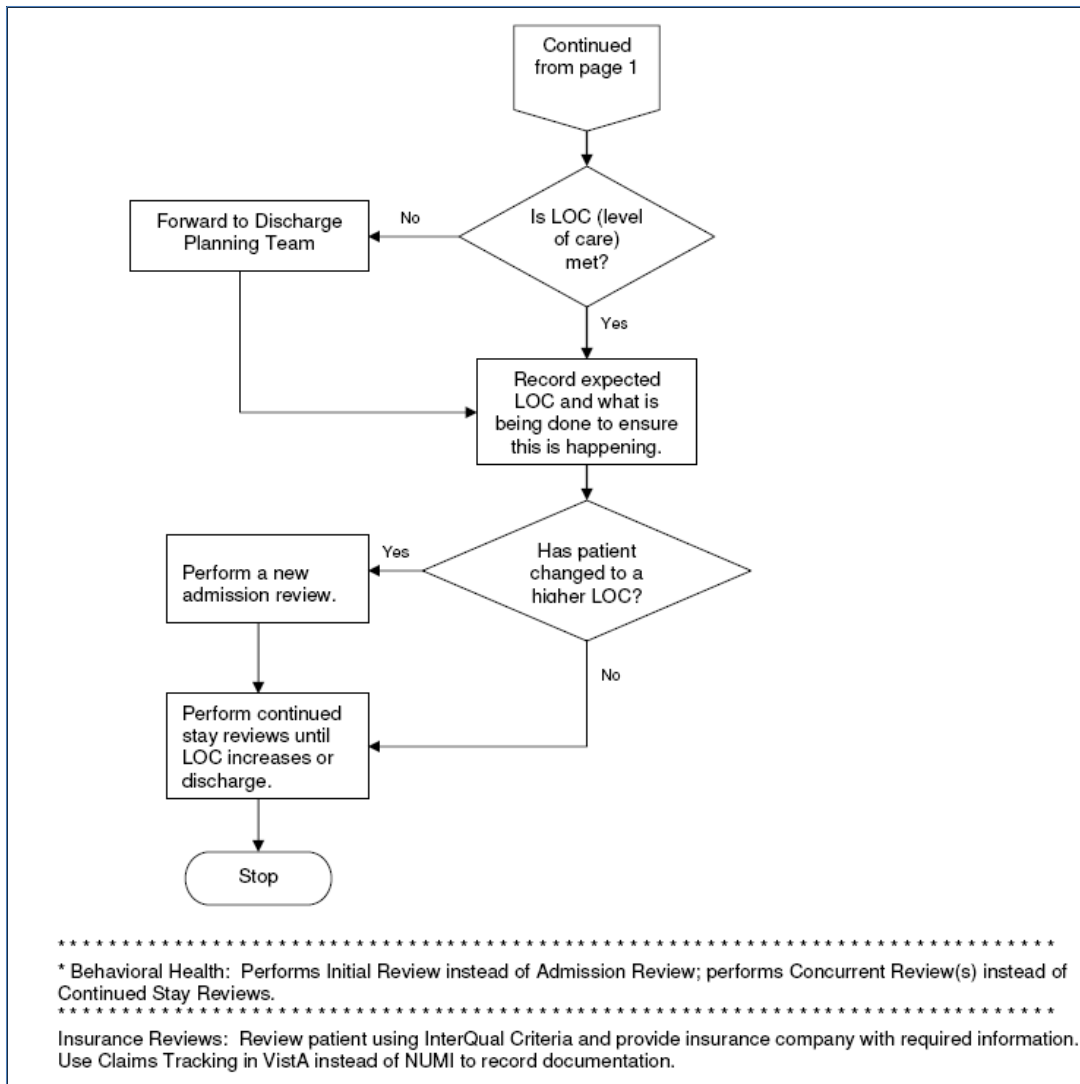 Continued
from page 1
Is LOC (level
of care)
met?
No
Forward to Discharge
Planning Team
Yes
Record expected
LOC and what is
being done to ensure
this is happening.
Has patient
changed to a
higher LOC?
Yes
Perform a new
admission review.
No
Perform continued
stay reviews until
LOC increases or
discharge.
Stop
* Behavioral Health: Performs Initial Review instead of Admission Review; performs Concurrent Review(s) instead of
Continued Stay Reviews.
Insurance Reviews: Review patient using InterQual Criteria and provide insurance company with required information.
Use Claims Tracking in VistA instead of NUMI to record documentation.